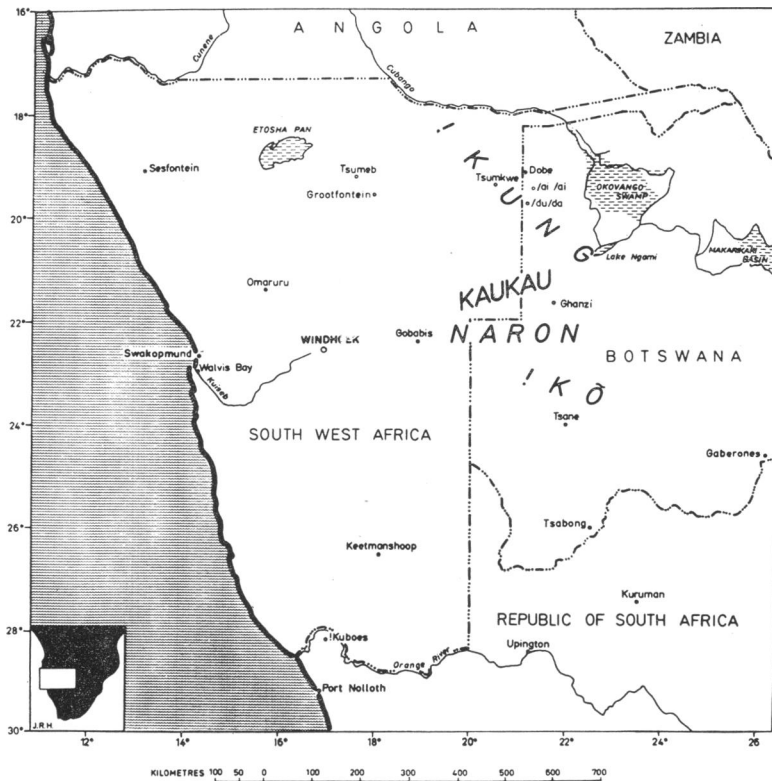 16°
A N G O L A
ZAMBIA
Cunene
Cubango
18°
ETOSHA PAN
! K U N G
Sesfontein
Tsumeb
Tsumkwe
Dobe
/ai /ai
OKOVANGO
SWAMP
Grootfontein
/du/da
20°
Lake Ngami
MAKARIKARI
BASIN
Omaruru
KAUKAU
Ghanzi
22°
WINDHOEK
Gobabis
NARON
Swakopmund
Walvis Bay
BOTSWANA
Kuiseb
! K Õ
Tsane
24°
SOUTH WEST AFRICA
Gaberones
26°
Tsabong
Keetmanshoop
Kuruman
REPUBLIC OF SOUTH AFRICA
28°
!Kuboes
Upington
Orange River
Port Nolloth
J.R.H.
30°
12° 14° 16° 18° 20° 22° 24° 26°
KILOMETRES 100 50 0 100 200 300 400 500 600 700